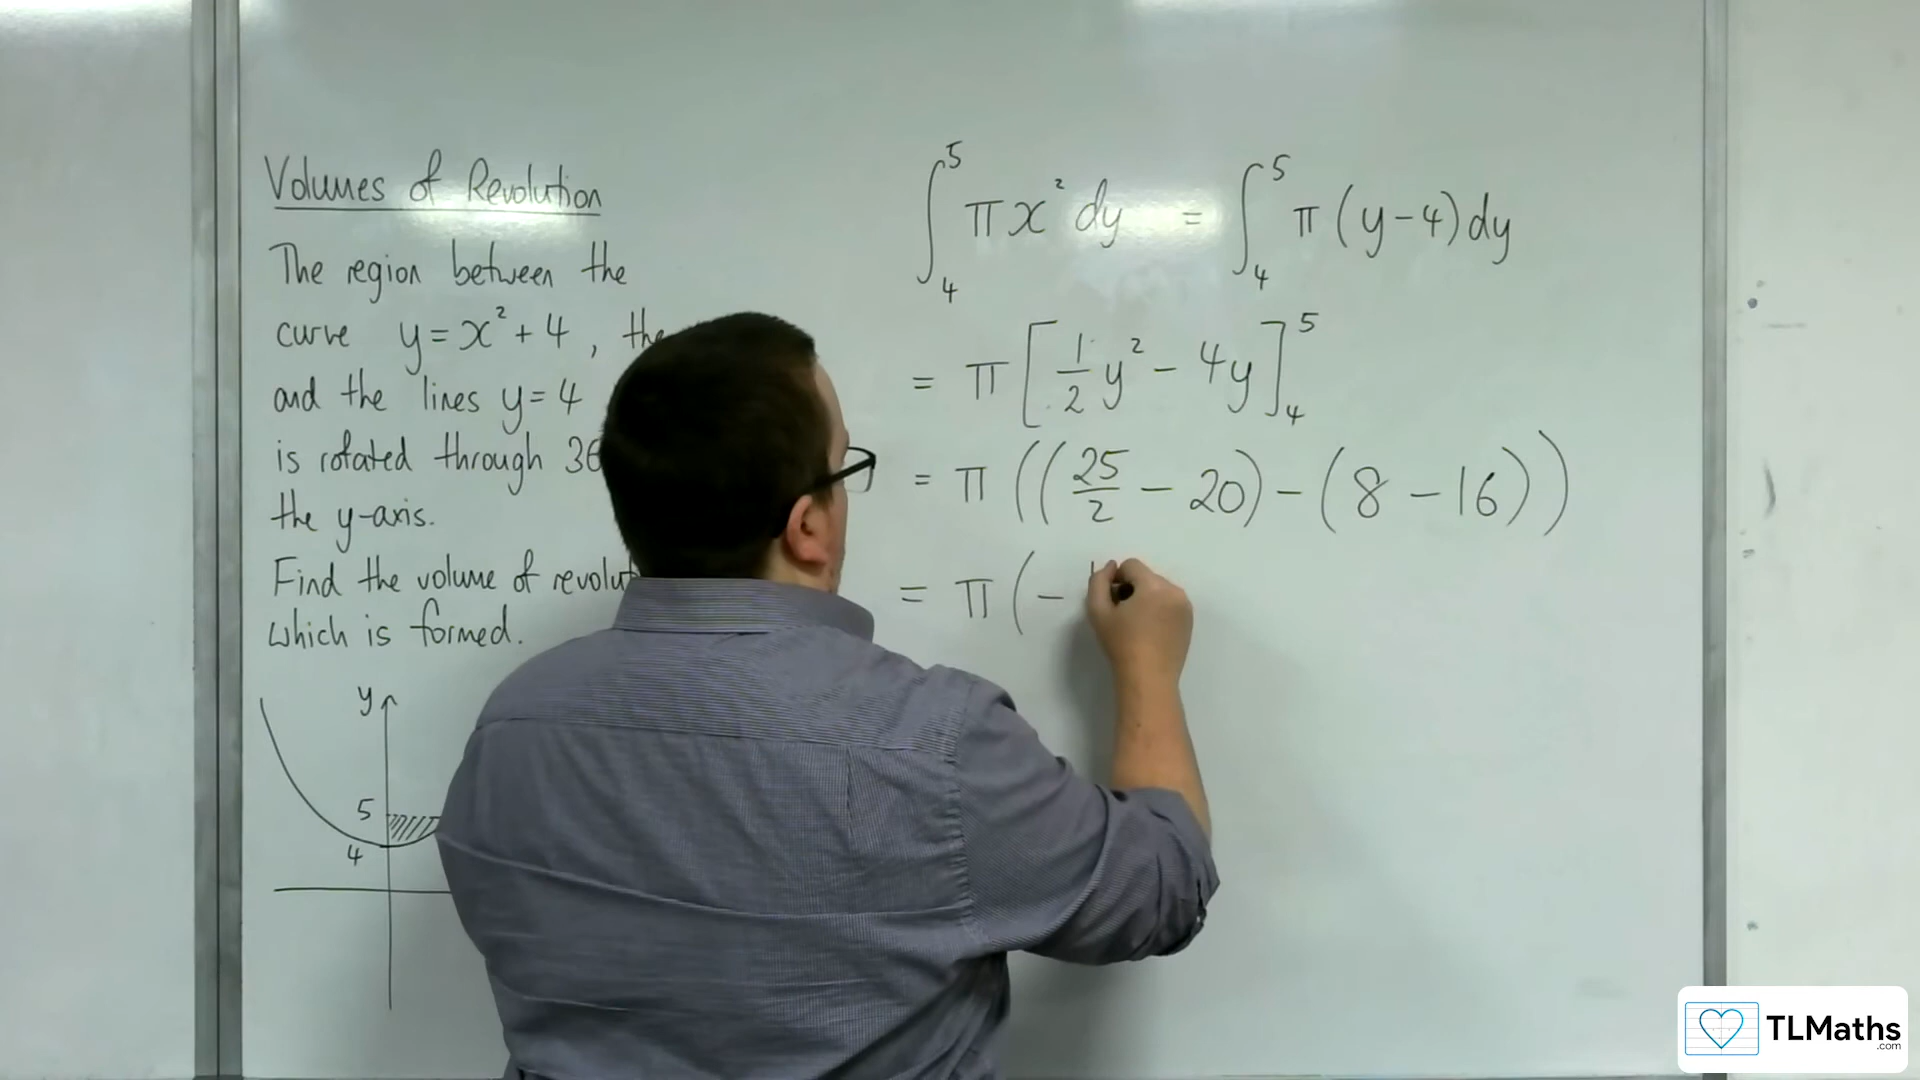 Volumes of Revolution
The region between the
curve y = x² + 4, the
and the lines y = 4
is rotated through 36
the y-axis.
Find the volume of revolut
which is formed.
y
5
4
∫₄⁵ πx² dy = ∫₄⁵ π(y-4)dy
= π[½y² - 4y]₄⁵
= π((25/2 - 20) - (8 - 16))
= π(-
TLMaths
.com